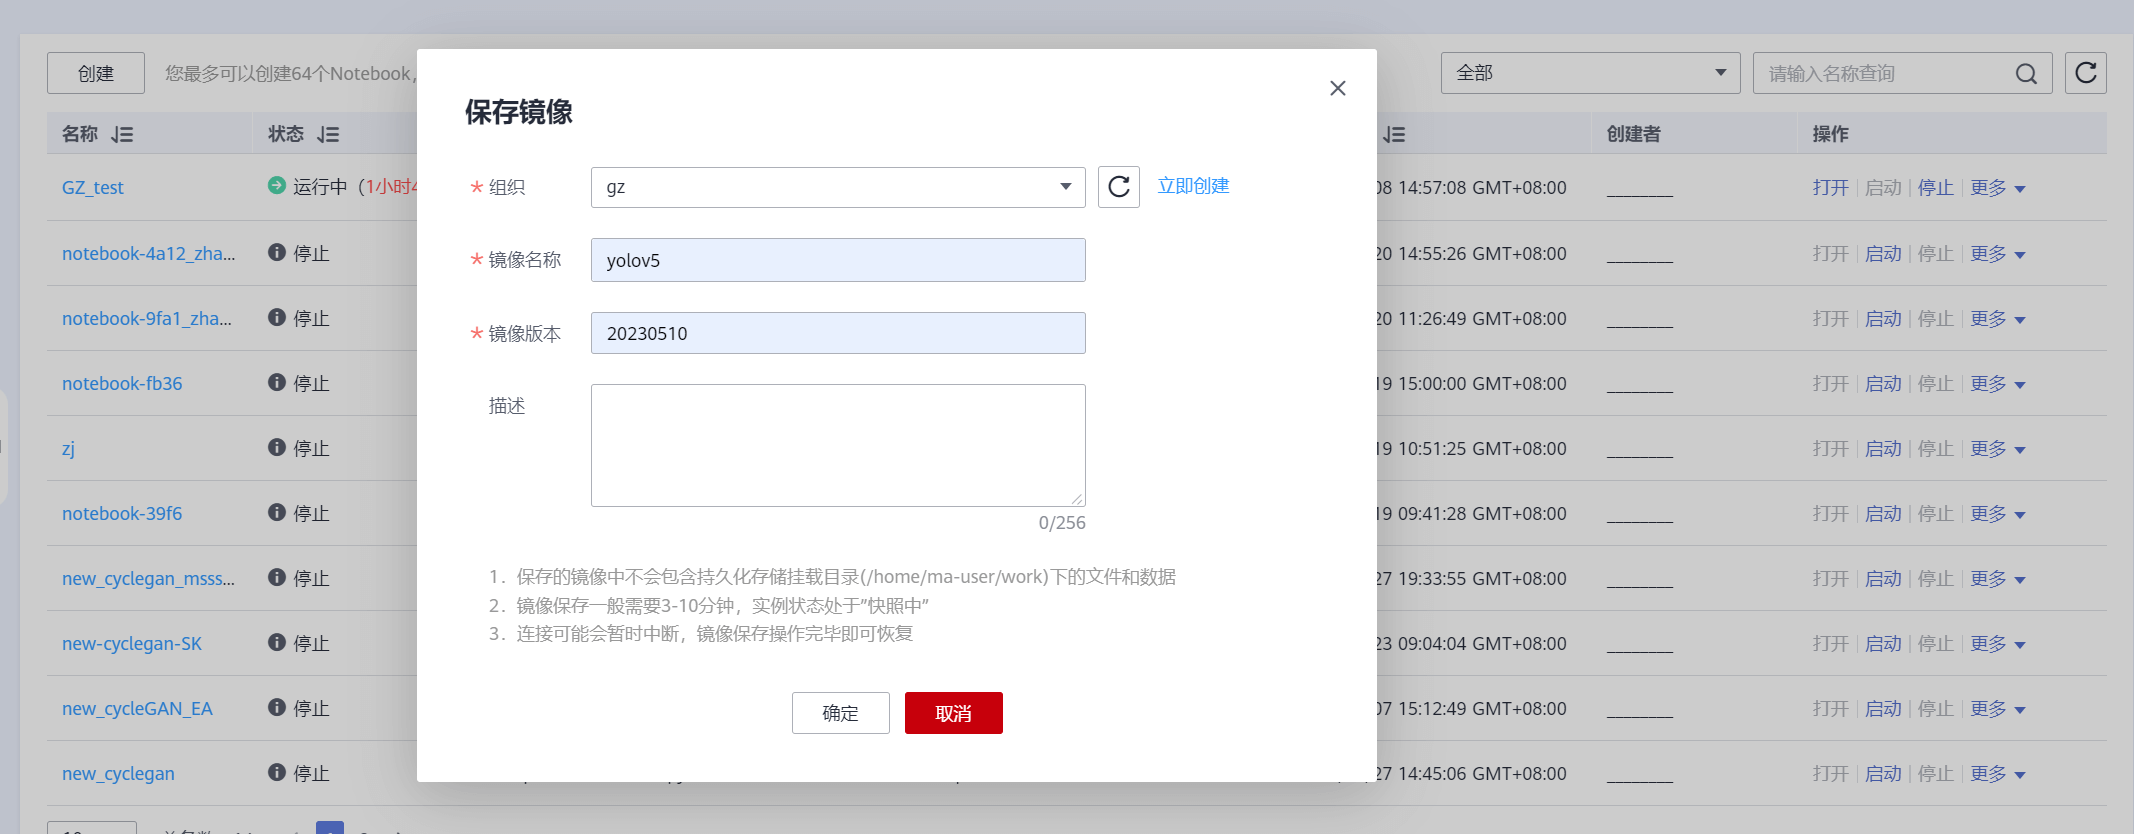 创建 您最多可以创建64个Notebook, 全部 请输入名称查询
名称 状态 创建者 操作
GZ_test 运行中（1小时4 08 14:57:08 GMT+08:00 ________ 打开 启动 停止 更多
notebook-4a12_zha... 停止 20 14:55:26 GMT+08:00 ________ 打开 启动 停止 更多
notebook-9fa1_zha... 停止 20 11:26:49 GMT+08:00 ________ 打开 启动 停止 更多
notebook-fb36 停止 19 15:00:00 GMT+08:00 ________ 打开 启动 停止 更多
zj 停止 19 10:51:25 GMT+08:00 ________ 打开 启动 停止 更多
notebook-39f6 停止 19 09:41:28 GMT+08:00 ________ 打开 启动 停止 更多
new_cyclegan_msss... 停止 27 19:33:55 GMT+08:00 ________ 打开 启动 停止 更多
new-cyclegan-SK 停止 23 09:04:04 GMT+08:00 ________ 打开 启动 停止 更多
new_cycleGAN_EA 停止 07 15:12:49 GMT+08:00 ________ 打开 启动 停止 更多
new_cyclegan 停止 27 14:45:06 GMT+08:00 ________ 打开 启动 停止 更多
保存镜像
* 组织 gz 立即创建
* 镜像名称 yolov5
* 镜像版本 20230510
描述
0/256
1. 保存的镜像中不会包含持久化存储挂载目录(/home/ma-user/work)下的文件和数据
2. 镜像保存一般需要3-10分钟，实例状态处于”快照中”
3. 连接可能会暂时中断，镜像保存操作完毕即可恢复
确定 取消